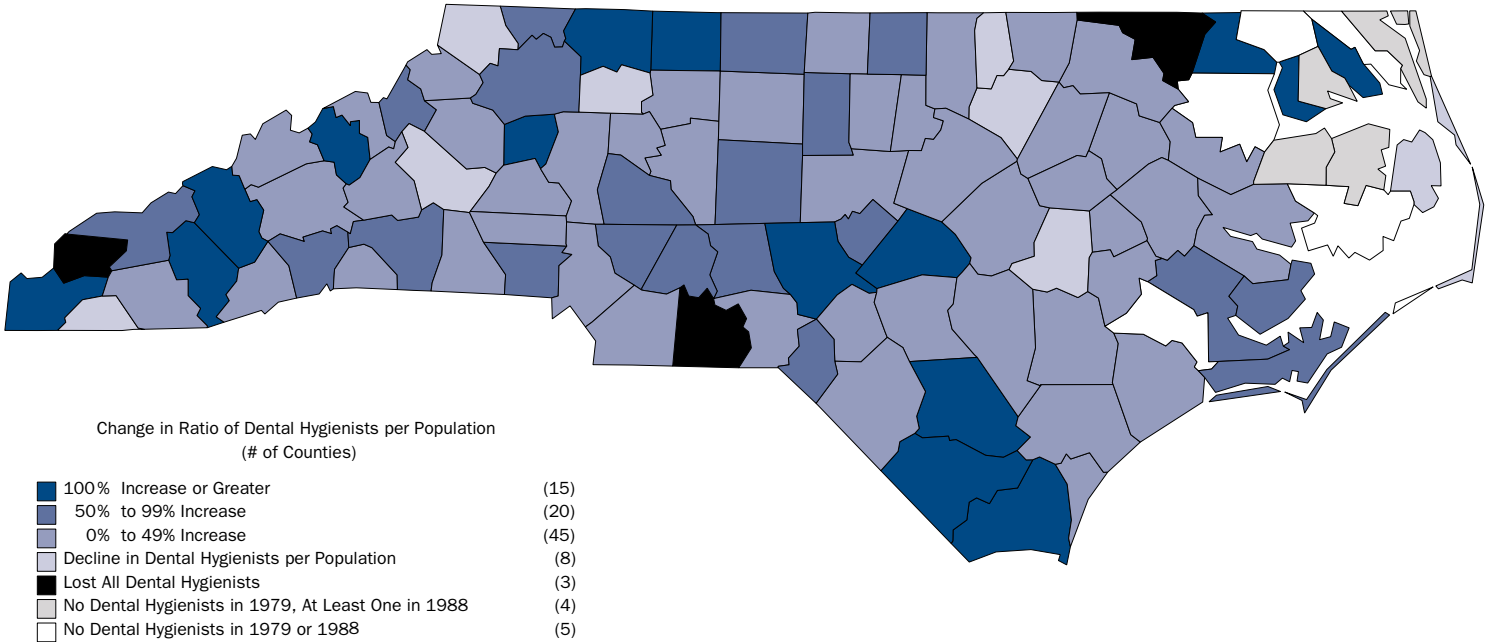 Change in Ratio of Dental Hygienists per Population
(# of Counties)
100% Increase or Greater (15)
50% to 99% Increase (20)
0% to 49% Increase (45)
Decline in Dental Hygienists per Population (8)
Lost All Dental Hygienists (3)
No Dental Hygienists in 1979, At Least One in 1988 (4)
No Dental Hygienists in 1979 or 1988 (5)